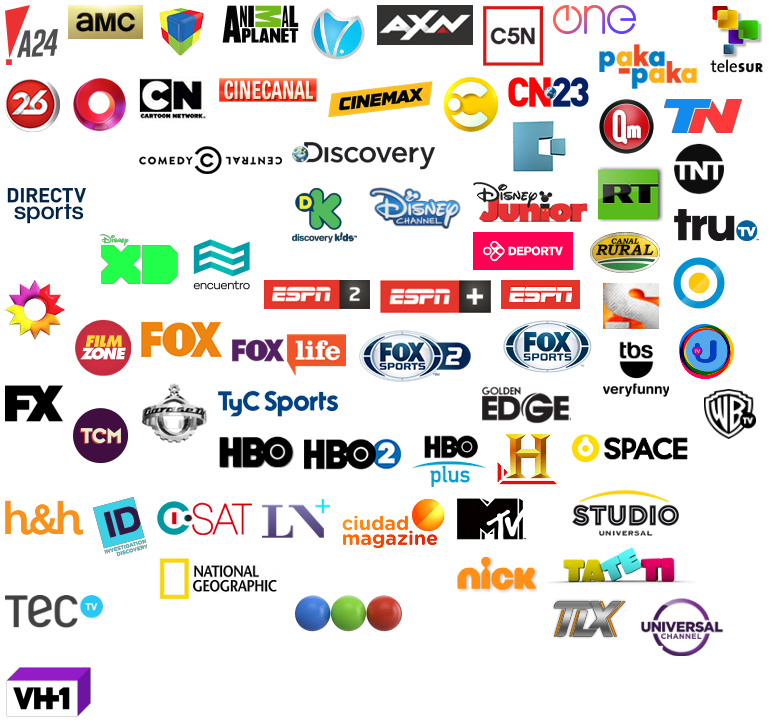 A24
aMC
ANIMAL PLANET
AXN
C5N
One
teleSUR
paka-paka
26
CN
CARTOON NETWORK
CINECANAL
CINEMAX
CN23
Qm
TN
COMEDY C CENTRAL
Discovery
TNT
DIRECTV sports
DK
discovery kids
Disney CHANNEL
Disney Junior
RT
truTV
Disney XD
encuentro
DEPORTV
CANAL RURAL
ESPN 2
ESPN +
ESPN
FILM ZONE
FOX
FOX life
FOX SPORTS 2
FOX SPORTS
tbs
veryfunny
TV U
FX
TCM
TyC Sports
GOLDEN EDGE
WB TV
HBO
HBO2
HBO plus
H
SPACE
h&h
ID
INVESTIGATION DISCOVERY
C SAT
LN+
ciudad magazine
MTV
STUDIO UNIVERSAL
NATIONAL GEOGRAPHIC
nick
TATETI
TEC TV
TLX
UNIVERSAL CHANNEL
VH1